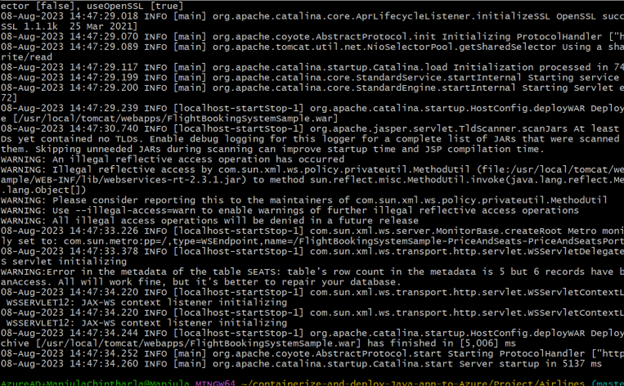 ector [false], useOpenSSL [true]
08-Aug-2023 14:47:29.018 INFO [main] org.apache.catalina.core.AprLifecycleListener.initializeSSL OpenSSL succ
SSL 1.1.1k  25 Mar 2021]
08-Aug-2023 14:47:29.070 INFO [main] org.apache.coyote.AbstractProtocol.init Initializing ProtocolHandler ["h
08-Aug-2023 14:47:29.089 INFO [main] org.apache.tomcat.util.net.NioSelectorPool.getSharedSelector Using a sha
rite/read
08-Aug-2023 14:47:29.117 INFO [main] org.apache.catalina.startup.Catalina.load Initialization processed in 74
08-Aug-2023 14:47:29.199 INFO [main] org.apache.catalina.core.StandardService.startInternal Starting service
08-Aug-2023 14:47:29.200 INFO [main] org.apache.catalina.core.StandardEngine.startInternal Starting Servlet e
72]
08-Aug-2023 14:47:29.239 INFO [localhost-startStop-1] org.apache.catalina.startup.HostConfig.deployWAR Deploy
e [/usr/local/tomcat/webapps/FlightBookingSystemSample.war]
08-Aug-2023 14:47:30.740 INFO [localhost-startStop-1] org.apache.jasper.servlet.TldScanner.scanJars At least
Ds yet contained no TLDs. Enable debug logging for this logger for a complete list of JARs that were scanned
them. Skipping unneeded JARs during scanning can improve startup time and JSP compilation time.
WARNING: An illegal reflective access operation has occurred
WARNING: Illegal reflective access by com.sun.xml.ws.policy.privateutil.MethodUtil (file:/usr/local/tomcat/we
ample/WEB-INF/lib/webservices-rt-2.3.1.jar) to method sun.reflect.misc.MethodUtil.invoke(java.lang.reflect.Me
.lang.Object[])
WARNING: Please consider reporting this to the maintainers of com.sun.xml.ws.policy.privateutil.MethodUtil
WARNING: Use --illegal-access=warn to enable warnings of further illegal reflective access operations
WARNING: All illegal access operations will be denied in a future release
08-Aug-2023 14:47:33.226 INFO [localhost-startStop-1] com.sun.xml.ws.server.MonitorBase.createRoot Metro moni
ly set to: com.sun.metro:pp=/,type=WSEndpoint,name=/FlightBookingSystemSample-PriceAndSeats-PriceAndSeatsPort
08-Aug-2023 14:47:33.378 INFO [localhost-startStop-1] com.sun.xml.ws.transport.http.servlet.WSServletDelegate
S servlet initializing
WARNING:Error in the metadata of the table SEATS: table's row count in the metadata is 5 but 6 records have b
anAccess. All will work fine, but it's better to repair your database.
08-Aug-2023 14:47:34.220 INFO [localhost-startStop-1] com.sun.xml.ws.transport.http.servlet.WSServletContextL
 WSSERVLET12: JAX-WS context listener initializing
08-Aug-2023 14:47:34.220 INFO [localhost-startStop-1] com.sun.xml.ws.transport.http.servlet.WSServletContextL
 WSSERVLET12: JAX-WS context listener initializing
08-Aug-2023 14:47:34.244 INFO [localhost-startStop-1] org.apache.catalina.startup.HostConfig.deployWAR Deploy
chive [/usr/local/tomcat/webapps/FlightBookingSystemSample.war] has finished in [5,006] ms
08-Aug-2023 14:47:34.252 INFO [main] org.apache.coyote.AbstractProtocol.start Starting ProtocolHandler ["http
08-Aug-2023 14:47:34.260 INFO [main] org.apache.catalina.startup.Catalina.start Server startup in 5137 ms
MINGW64 ~/containerize-and-deploy-Java-app-to-Azure/Project/Airlines